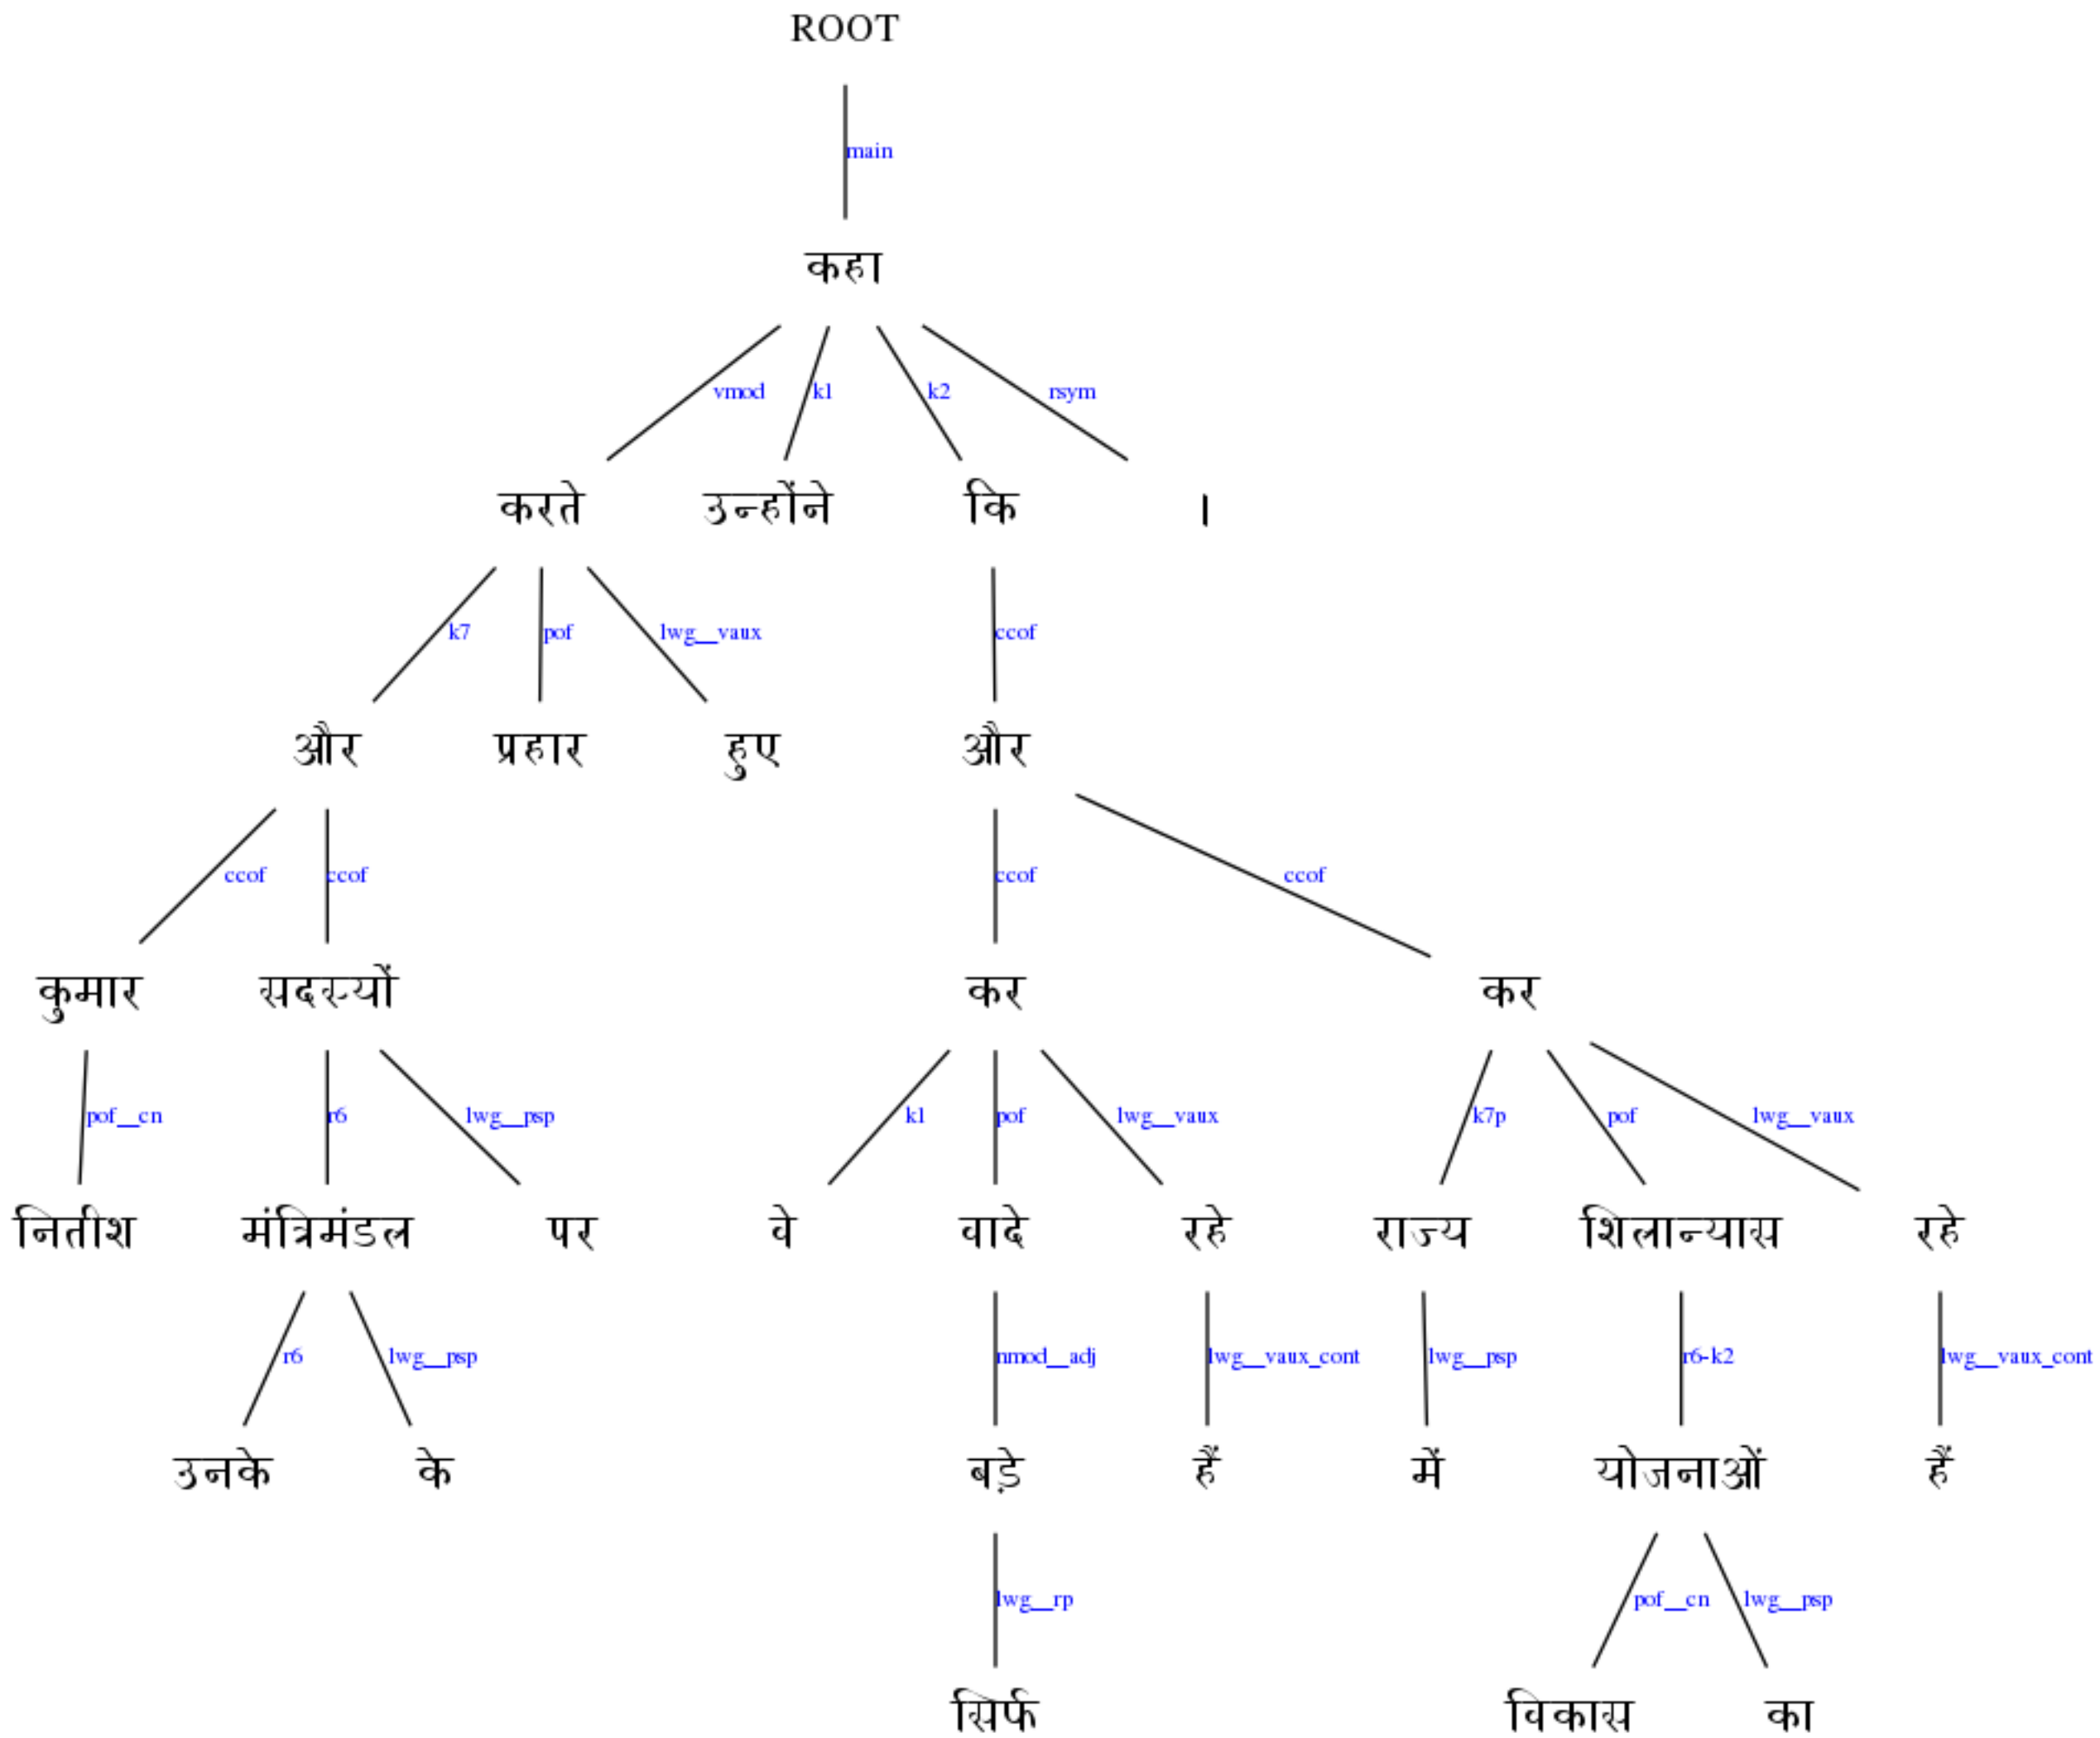 ROOT
main
कहा
vmod k1 k2 rsym
करते उन्होंने कि ।
k7 pof lwg__vaux ccof
और प्रहार हुए और
ccof ccof ccof ccof
कुमार सदस्यों कर कर
pof__cn r6 lwg__psp k1 pof lwg__vaux k7p pof lwg__vaux
नितीश मंत्रिमंडल पर वे वादे रहे राज्य शिलान्यास रहे
r6 lwg__psp nmod__adj lwg__vaux_cont lwg__psp r6-k2 lwg__vaux_cont
उनके के बड़े हैं में योजनाओं हैं
lwg__rp pof__cn lwg__psp
सिर्फ विकास का